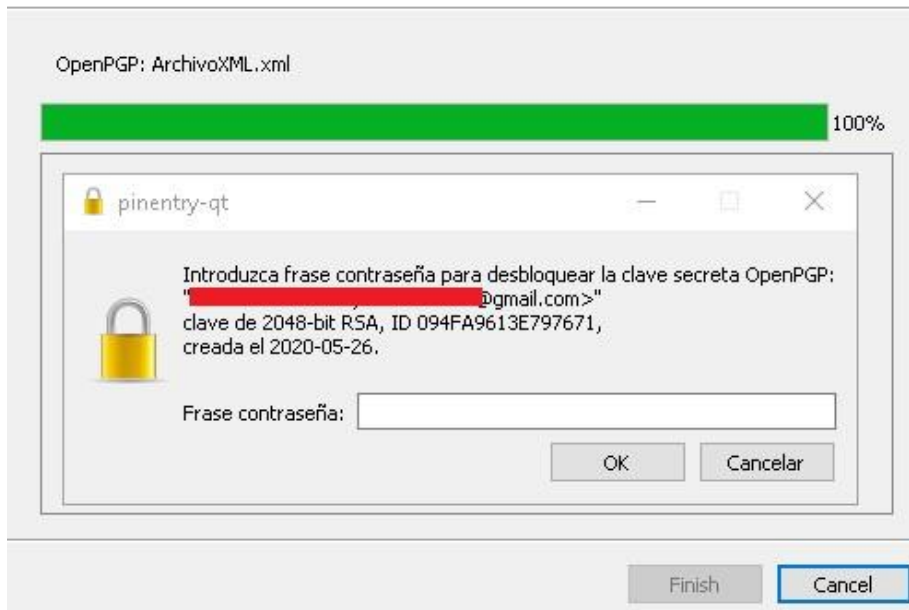 OpenPGP: ArchivoXML.xml
100%
pinentry-qt
Introduzca frase contraseña para desbloquear la clave secreta OpenPGP:
" @gmail.com>"
clave de 2048-bit RSA, ID 094FA9613E797671,
creada el 2020-05-26.
Frase contraseña:
OK
Cancelar
Finish
Cancel